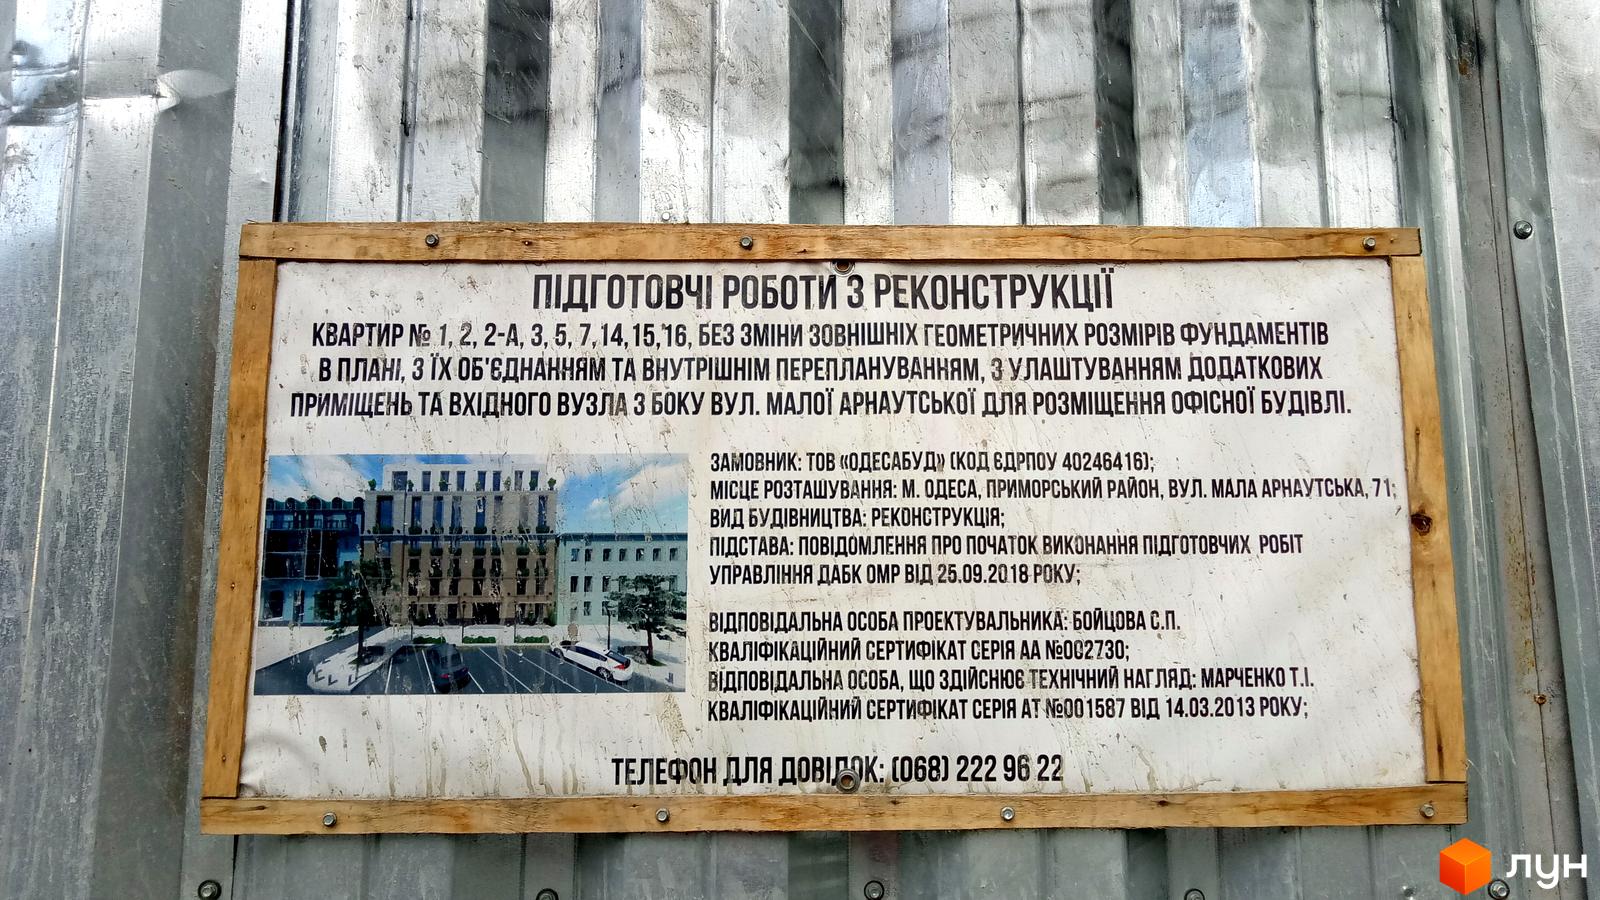 ПІДГОТОВЧІ РОБОТИ З РЕКОНСТРУКЦІЇ
КВАРТИР № 1, 2, 2-А, 3, 5, 7, 14, 15, 16, БЕЗ ЗМІНИ ЗОВНІШНІХ ГЕОМЕТРИЧНИХ РОЗМІРІВ ФУНДАМЕНТІВ
В ПЛАНІ, З ЇХ ОБ'ЄДНАННЯМ ТА ВНУТРІШНІМ ПЕРЕПЛАНУВАННЯМ, З УЛАШТУВАННЯМ ДОДАТКОВИХ
ПРИМІЩЕНЬ ТА ВХІДНОГО ВУЗЛА З БОКУ ВУЛ. МАЛОЇ АРНАУТСЬКОЇ ДЛЯ РОЗМІЩЕННЯ ОФІСНОЇ БУДІВЛІ.
ЗАМОВНИК: ТОВ «ОДЕСАБУД» (КОД ЄДРПОУ 40246416);
МІСЦЕ РОЗТАШУВАННЯ: М. ОДЕСА, ПРИМОРСЬКИЙ РАЙОН, ВУЛ. МАЛА АРНАУТСЬКА, 71;
ВИД БУДІВНИЦТВА: РЕКОНСТРУКЦІЯ;
ПІДСТАВА: ПОВІДОМЛЕННЯ ПРО ПОЧАТОК ВИКОНАННЯ ПІДГОТОВЧИХ РОБІТ
УПРАВЛІННЯ ДАБК ОМР ВІД 25.09.2018 РОКУ;
ВІДПОВІДАЛЬНА ОСОБА ПРОЕКТУВАЛЬНИКА: БОЙЦОВА С.П.
КВАЛІФІКАЦІЙНИЙ СЕРТИФІКАТ СЕРІЯ АА №002730;
ВІДПОВІДАЛЬНА ОСОБА, ЩО ЗДІЙСНЮЄ ТЕХНІЧНИЙ НАГЛЯД: МАРЧЕНКО Т.І.
КВАЛІФІКАЦІЙНИЙ СЕРТИФІКАТ СЕРІЯ АТ №001587 ВІД 14.03.2013 РОКУ;
ТЕЛЕФОН ДЛЯ ДОВІДОК: (068) 222 96 22
лун